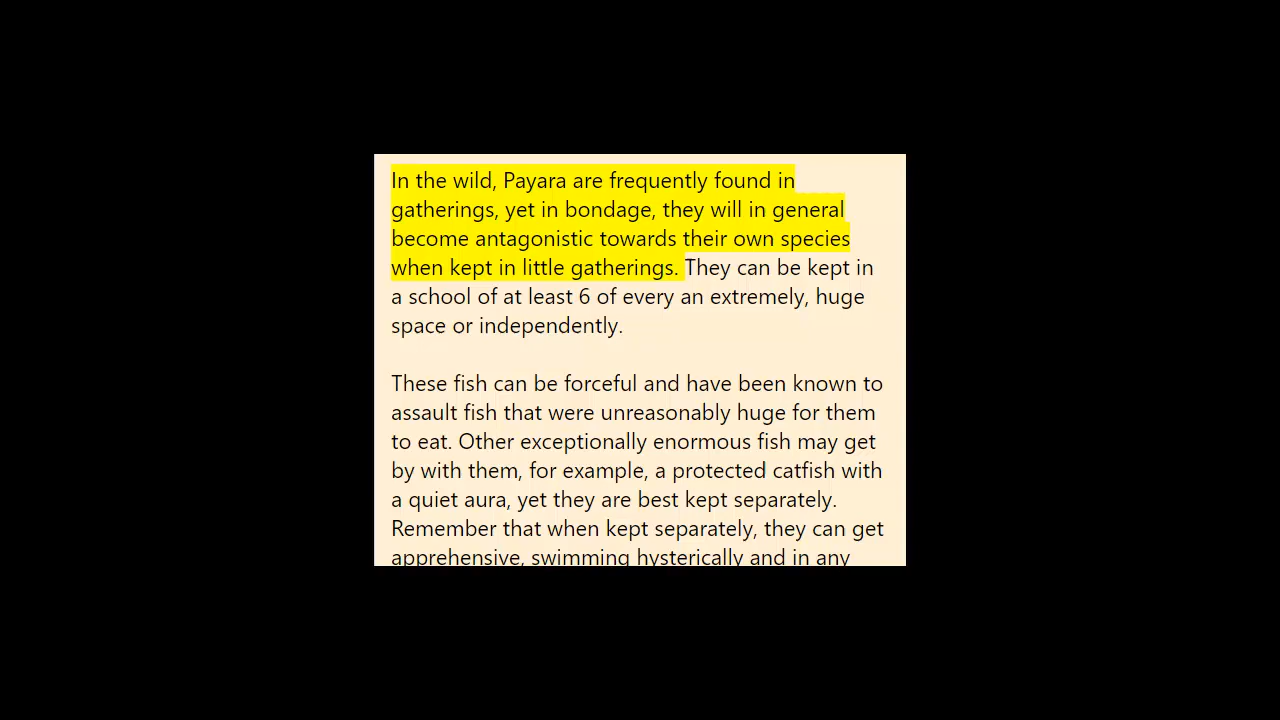 In the wild, Payara are frequently found in
gatherings, yet in bondage, they will in general
become antagonistic towards their own species
when kept in little gatherings. They can be kept in
a school of at least 6 of every an extremely, huge
space or independently.
These fish can be forceful and have been known to
assault fish that were unreasonably huge for them
to eat. Other exceptionally enormous fish may get
by with them, for example, a protected catfish with
a quiet aura, yet they are best kept separately.
Remember that when kept separately, they can get
apprehensive, swimming hysterically and in any